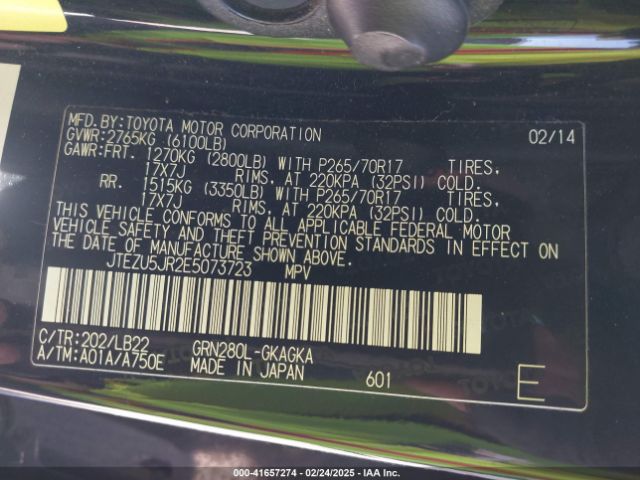 MFD.BY:TOYOTA MOTOR CORPORATION 02/14
GVWR:2765KG (6100LB)
GAWR:FRT. 1270KG (2800LB) WITH P265/70R17 TIRES,
17X7J RIMS, AT 220KPA (32PSI) COLD.
RR. 1515KG (3350LB) WITH P265/70R17 TIRES,
17X7J RIMS, AT 220KPA (32PSI) COLD.
THIS VEHICLE CONFORMS TO ALL APPLICABLE FEDERAL MOTOR
VEHICLE SAFETY AND THEFT PREVENTION STANDARDS IN EFFECT ON
THE DATE OF MANUFACTURE SHOWN ABOVE.
JTEZU5JR2E5073723 MPV
C/TR:202/LB22 GRN280L-GKAGKA
A/TM:A01A/A750E MADE IN JAPAN 601 E
000-41657274 - 02/24/2025 - IAA Inc.